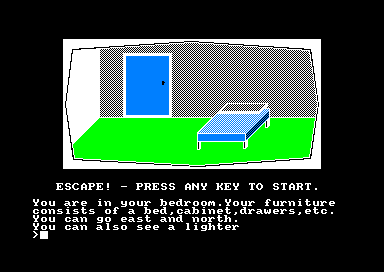 ESCAPE! - PRESS ANY KEY TO START.
You are in your bedroom.Your furniture
consists of a bed,cabinet,drawers,etc.
You can go east and north.
You can also see a lighter
>